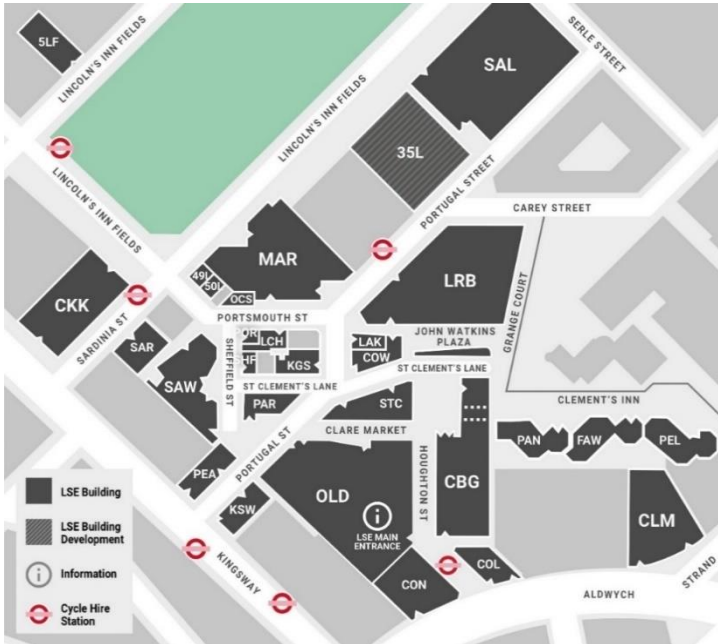 5LF
LINCOLN'S INN FIELDS
LINCOLN'S INN FIELDS
LINCOLN'S INN FIELDS
SERLE STREET
SAL
35L
PORTUGAL STREET
CAREY STREET
MAR
49L
50L
OCS
CKK
SARDINIA ST
PORTSMOUTH ST
LRB
GRANGE COURT
JOHN WATKINS
PLAZA
SAR
SAW
SHEFFIELD ST
LCH
KGS
LAK
COW
ST CLEMENT'S LANE
ST CLEMENT'S LANE
CLEMENT'S INN
PAR
STC
CLARE MARKET
PORTUGAL ST
PEA
KSW
KINGSWAY
OLD
LSE MAIN
ENTRANCE
HOUGHTON ST
CBG
PAN
FAW
PEL
CLM
CON
COL
ALDWYCH
STRAND
LSE Building
LSE Building
Development
Information
Cycle Hire
Station